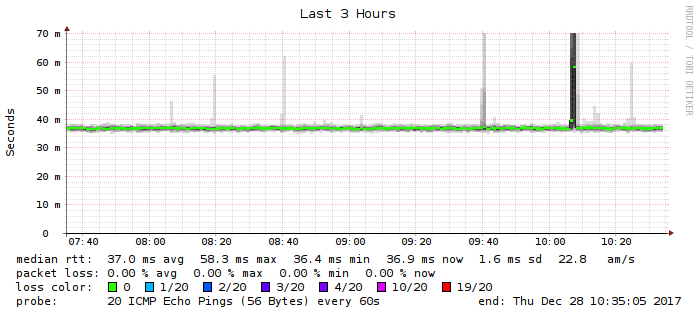 Last 3 Hours
RRDTOOL / TOBI OETIKER
Seconds
70 m
60 m
50 m
40 m
30 m
20 m
10 m
0
07:40 08:00 08:20 08:40 09:00 09:20 09:40 10:00 10:20
median rtt: 37.0 ms avg 58.3 ms max 36.4 ms min 36.9 ms now 1.6 ms sd 22.8 am/s
packet loss: 0.00 % avg 0.00 % max 0.00 % min 0.00 % now
loss color: 0 1/20 2/20 3/20 4/20 10/20 19/20
probe: 20 ICMP Echo Pings (56 Bytes) every 60s end: Thu Dec 28 10:35:05 2017